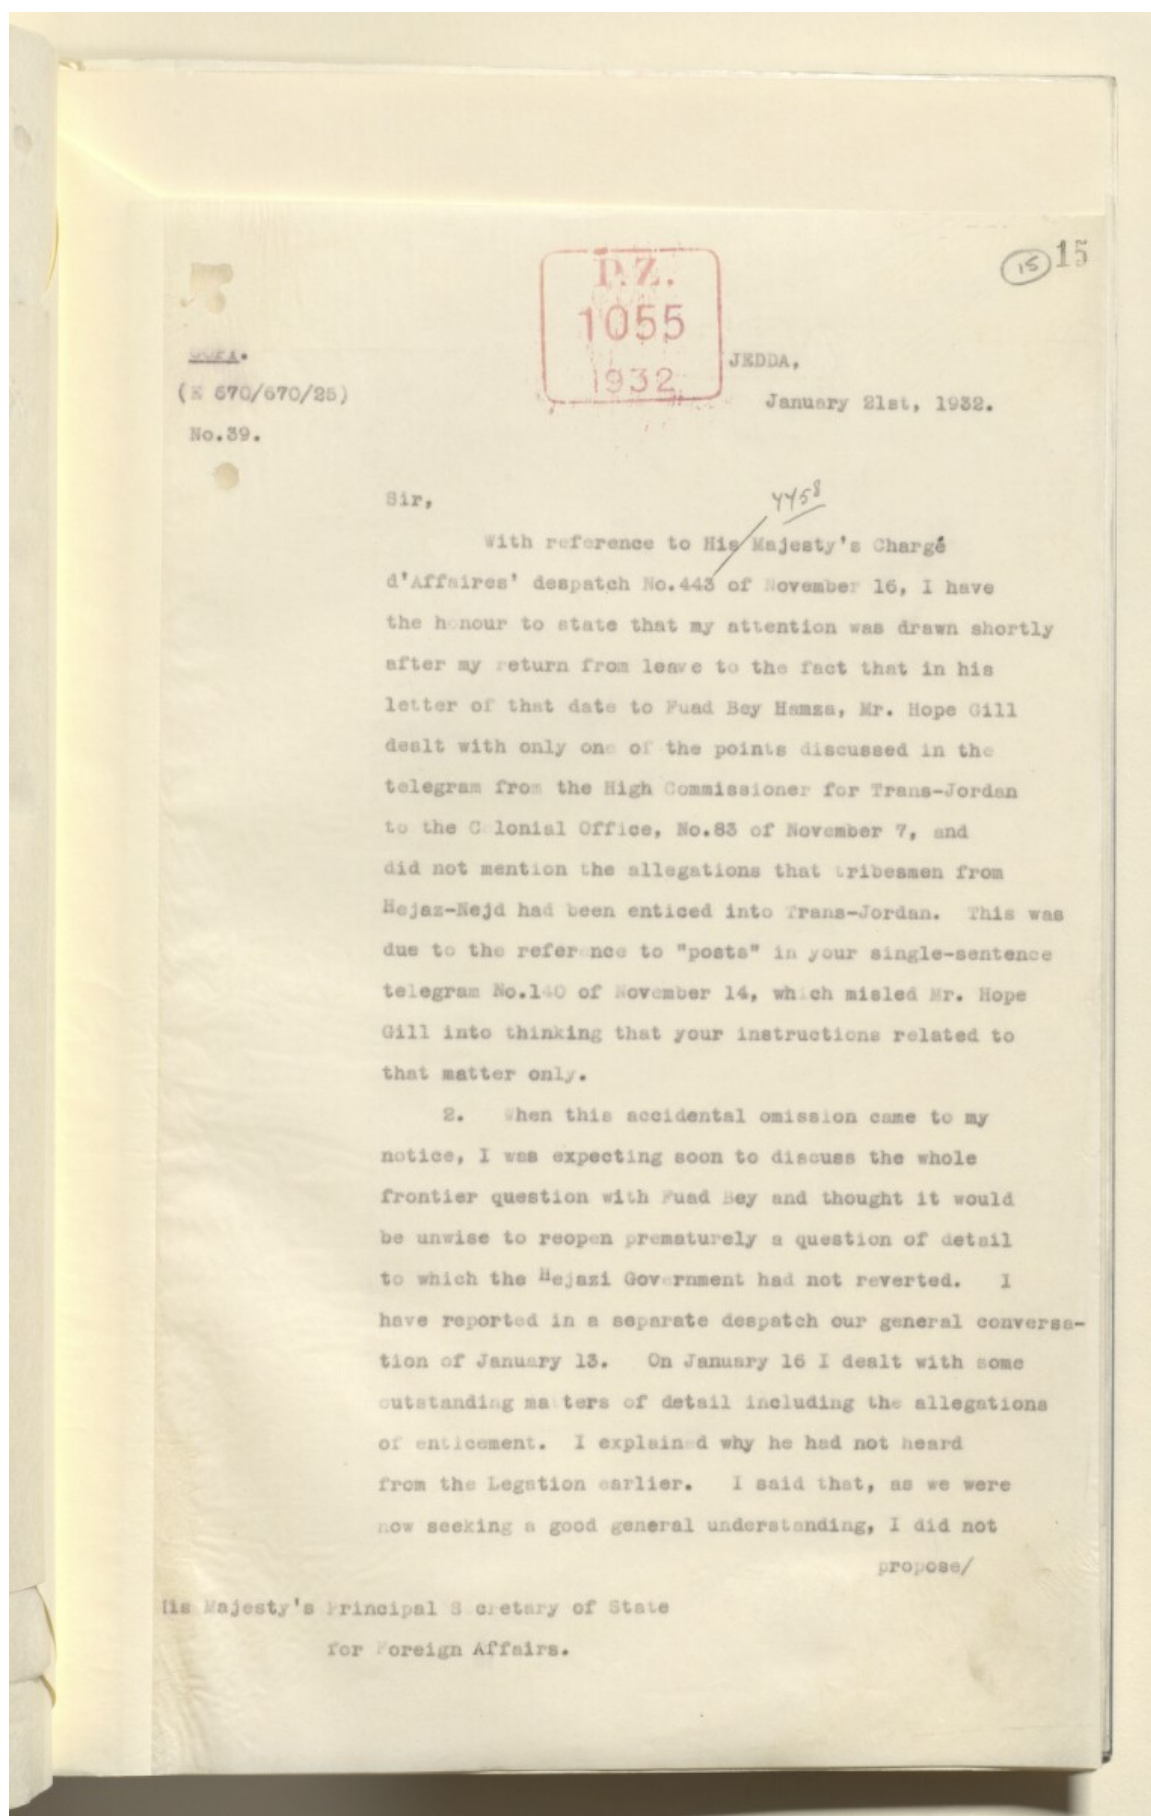 15 15
P.Z.
1055
1932
COPY.
JEDDA,
(E 670/670/25)
January 21st, 1932.
No.39.
4458
Sir,
With reference to His Majesty's Chargé
d'Affaires' despatch No.443 of November 16, I have
the honour to state that my attention was drawn shortly
after my return from leave to the fact that in his
letter of that date to Fuad Bey Hamza, Mr. Hope Gill
dealt with only one of the points discussed in the
telegram from the High Commissioner for Trans-Jordan
to the Colonial Office, No.83 of November 7, and
did not mention the allegations that tribesmen from
Hejaz-Nejd had been enticed into Trans-Jordan. This was
due to the reference to "posts" in your single-sentence
telegram No.140 of November 14, which misled Mr. Hope
Gill into thinking that your instructions related to
that matter only.
2. When this accidental omission came to my
notice, I was expecting soon to discuss the whole
frontier question with Fuad Bey and thought it would
be unwise to reopen prematurely a question of detail
to which the Hejazi Government had not reverted. I
have reported in a separate despatch our general conversa-
tion of January 13. On January 16 I dealt with some
outstanding matters of detail including the allegations
of enticement. I explained why he had not heard
from the Legation earlier. I said that, as we were
now seeking a good general understanding, I did not
propose/
His Majesty's Principal Secretary of State
for Foreign Affairs.